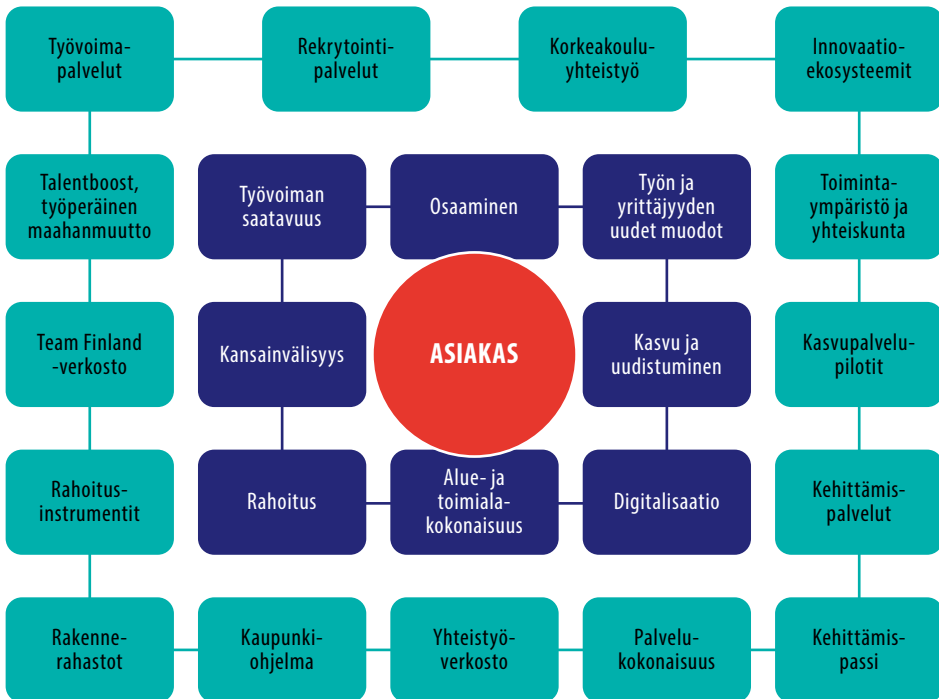 Työvoima-
palvelut
Rekrytointi-
palvelut
Korkeakoulu-
yhteistyö
Innovaatio-
ekosysteemit
Talentboost,
työperäinen
maahanmuutto
Työvoiman
saatavuus
Osaaminen
Työn ja
yrittäjyyden
uudet muodot
Toiminta-
ympäristö ja
yhteiskunta
Team Finland
-verkosto
Kansainvälisyys
ASIAKAS
Kasvu ja
uudistuminen
Kasvupalvelu-
pilotit
Rahoitus-
instrumentit
Rahoitus
Alue- ja
toimiala-
kokonaisuus
Digitalisaatio
Kehittämis-
palvelut
Rakenne-
rahastot
Kaupunki-
ohjelma
Yhteistyö-
verkosto
Palvelu-
kokonaisuus
Kehittämis-
passi